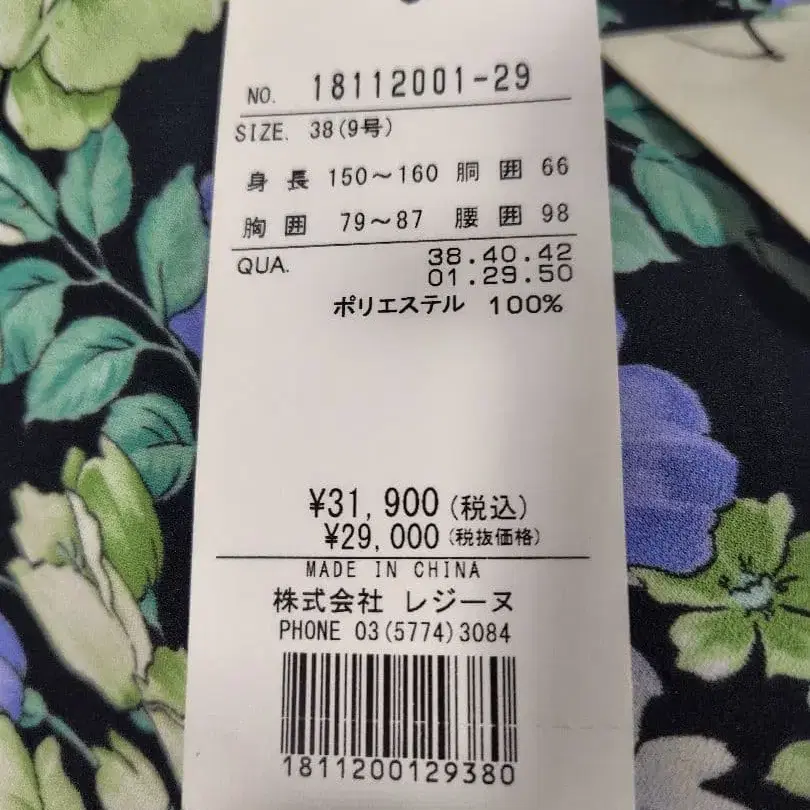 NO. 18112001-29
SIZE. 38(9号)
身長 150～160 胴囲 66
胸囲 79～87 腰囲 98
QUA. 38.40.42
01.29.50
ポリエステル 100%
¥31,900(税込)
¥29,000(税抜価格)
MADE IN CHINA
株式会社 レジーヌ
PHONE 03(5774)3084
1811200129380